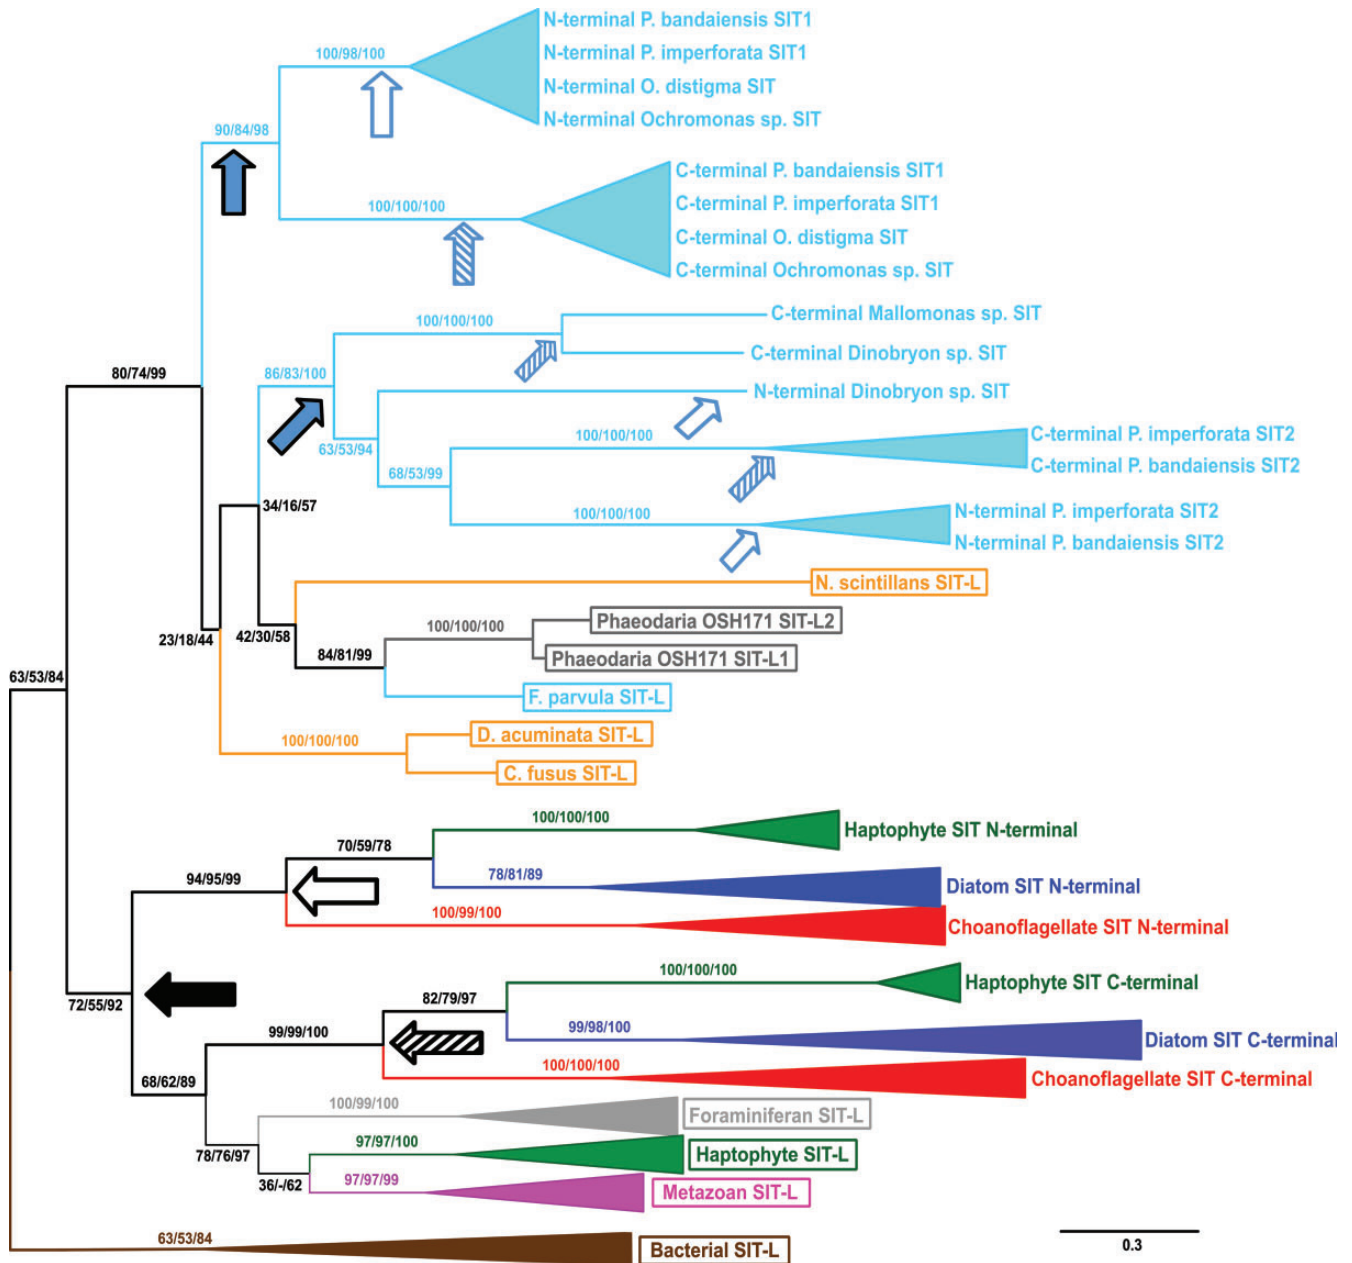 N-terminal P. bandaiensis SIT1
100/98/100
N-terminal P. imperforata SIT1
N-terminal O. distigma SIT
N-terminal Ochromonas sp. SIT
90/84/98
C-terminal P. bandaiensis SIT1
C-terminal P. imperforata SIT1
100/100/100
C-terminal O. distigma SIT
C-terminal Ochromonas sp. SIT
C-terminal Mallomonas sp. SIT
100/100/100
C-terminal Dinobryon sp. SIT
80/74/99
86/83/100
N-terminal Dinobryon sp. SIT
C-terminal P. imperforata SIT2
100/100/100
63/53/94
C-terminal P. bandaiensis SIT2
68/53/99
34/16/57
N-terminal P. imperforata SIT2
100/100/100
N-terminal P. bandaiensis SIT2
N. scintillans SIT-L
Phaeodaria OSH171 SIT-L2
100/100/100
23/18/44
42/30/58
84/81/99
Phaeodaria OSH171 SIT-L1
63/53/84
F. parvula SIT-L
D. acuminata SIT-L
100/100/100
C. fusus SIT-L
100/100/100
Haptophyte SIT N-terminal
70/59/78
94/95/99
78/81/89
Diatom SIT N-terminal
100/99/100
Choanoflagellate SIT N-terminal
100/100/100
Haptophyte SIT C-terminal
72/55/92
82/79/97
99/98/100
Diatom SIT C-terminal
99/99/100
100/100/100
Choanoflagellate SIT C-terminal
68/62/89
100/99/100
Foraminiferan SIT-L
78/76/97
97/97/100
Haptophyte SIT-L
36/-/62
97/97/99
Metazoan SIT-L
63/53/84
Bacterial SIT-L
0.3